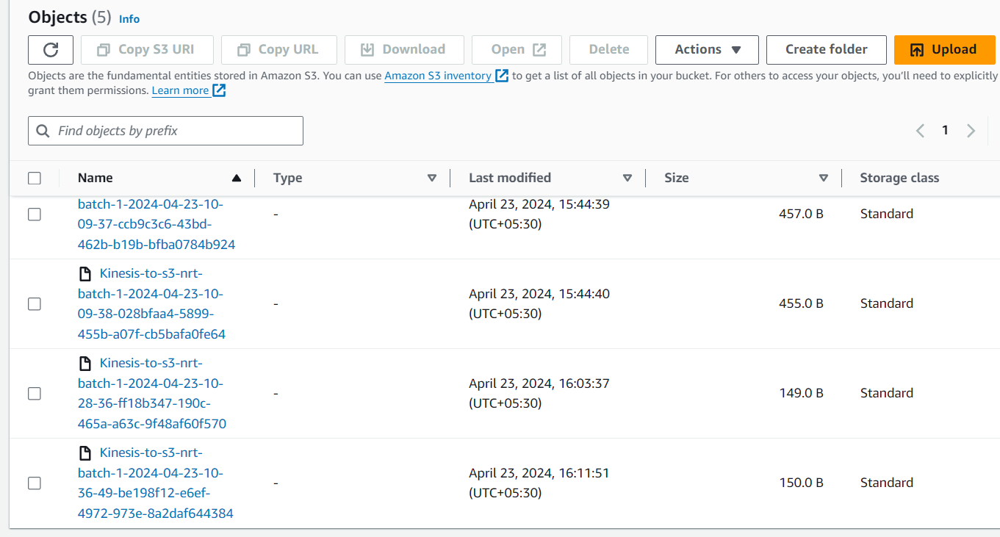 Objects (5) Info
Copy S3 URI Copy URL Download Open Delete Actions Create folder Upload
Objects are the fundamental entities stored in Amazon S3. You can use Amazon S3 inventory to get a list of all objects in your bucket. For others to access your objects, you'll need to explicitly
grant them permissions. Learn more
Find objects by prefix
1
Name Type Last modified Size Storage class
batch-1-2024-04-23-10-
09-37-ccb9c3c6-43bd-
462b-b19b-bfba0784b924
-
April 23, 2024, 15:44:39
(UTC+05:30)
457.0 B
Standard
Kinesis-to-s3-nrt-
batch-1-2024-04-23-10-
09-38-028bfaa4-5899-
455b-a07f-cb5bafa0fe64
-
April 23, 2024, 15:44:40
(UTC+05:30)
455.0 B
Standard
Kinesis-to-s3-nrt-
batch-1-2024-04-23-10-
28-36-ff18b347-190c-
465a-a63c-9f48af60f570
-
April 23, 2024, 16:03:37
(UTC+05:30)
149.0 B
Standard
Kinesis-to-s3-nrt-
batch-1-2024-04-23-10-
36-49-be198f12-e6ef-
4972-973e-8a2daf644384
-
April 23, 2024, 16:11:51
(UTC+05:30)
150.0 B
Standard